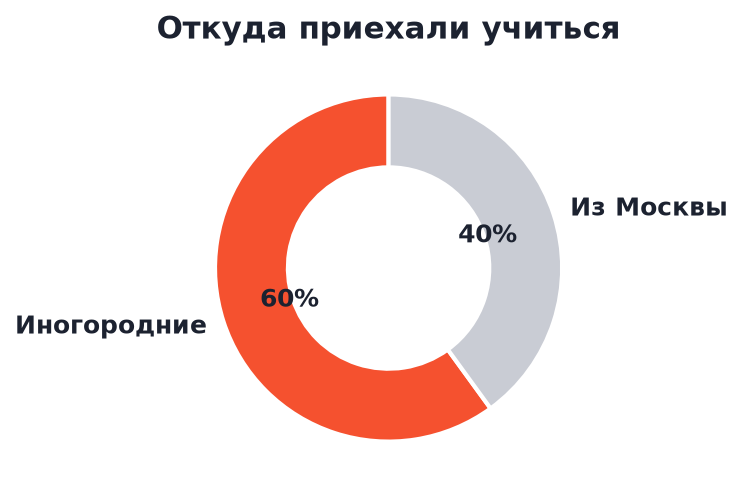 Откуда приехали учиться
Из Москвы
40%
60%
Иногородние